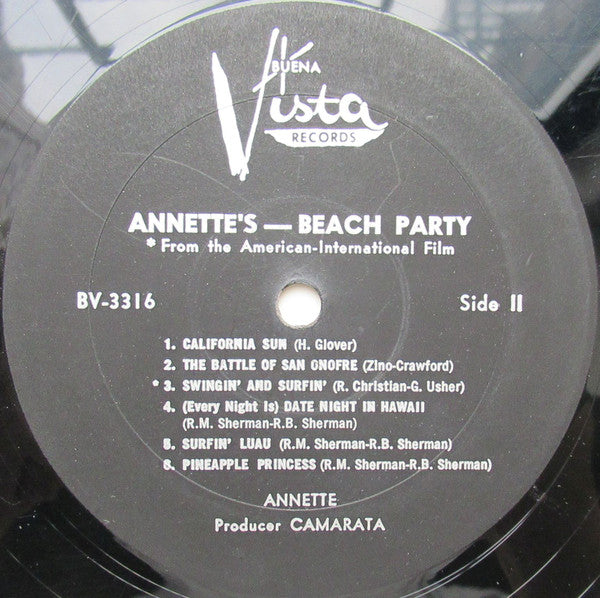 BUENA
Vista
RECORDS
ANNETTE'S — BEACH PARTY
* From the American-International Film
BV-3316 Side II
1. CALIFORNIA SUN (H. Glover)
2. THE BATTLE OF SAN ONOFRE (Zino-Crawford)
* 3. SWINGIN' AND SURFIN' (R. Christian-G. Usher)
4. (Every Night Is) DATE NIGHT IN HAWAII
(R.M. Sherman-R.B. Sherman)
5. SURFIN' LUAU (R.M. Sherman-R.B. Sherman)
6. PINEAPPLE PRINCESS (R.M. Sherman-R.B. Sherman)
ANNETTE
Producer CAMARATA